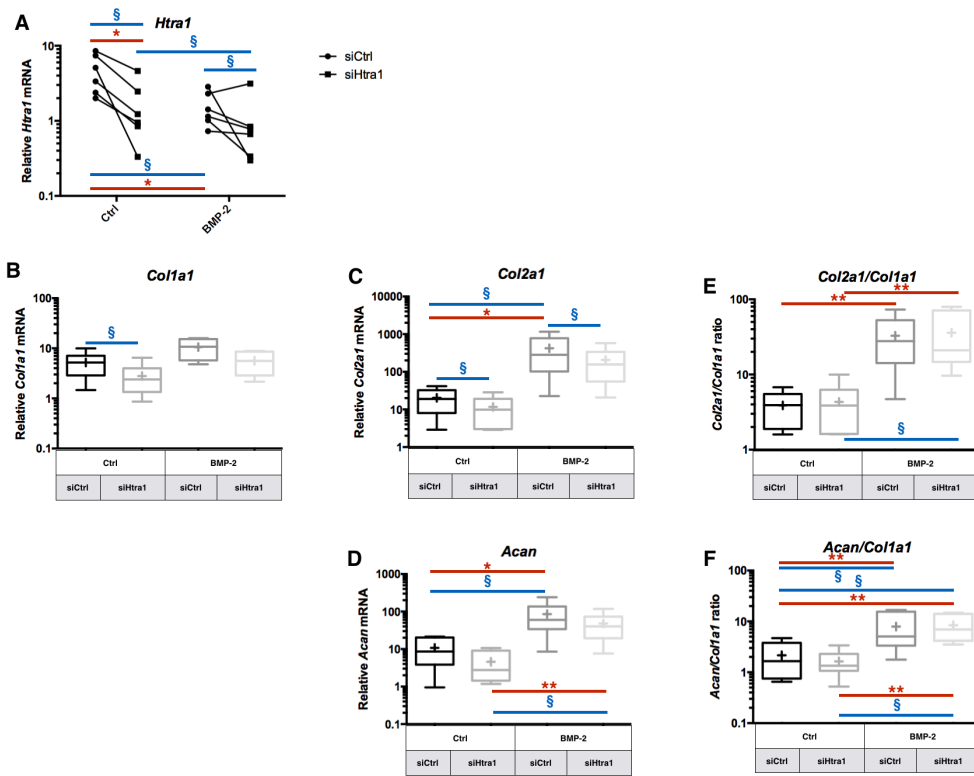 A
Htra1
§
*
§
§
siCtrl
siHtra1
Relative Htra1 mRNA
10
1
0.1
§
*
Ctrl
BMP-2
B
Col1a1
Relative Col1a1 mRNA
100
10
1
0.1
§
Ctrl BMP-2
siCtrl siHtra1 siCtrl siHtra1
C
Col2a1
Relative Col2a1 mRNA
10000
1000
100
10
1
§
*
§
§
Ctrl BMP-2
siCtrl siHtra1 siCtrl siHtra1
E
Col2a1/Col1a1
Col2a1/Col1a1 ratio
100
10
1
**
**
§
Ctrl BMP-2
siCtrl siHtra1 siCtrl siHtra1
D
Acan
Relative Acan mRNA
1000
100
10
1
0.1
*
§
**
§
Ctrl BMP-2
siCtrl siHtra1 siCtrl siHtra1
F
Acan/Col1a1
Acan/Col1a1 ratio
100
10
1
0.1
**
§ §
**
**
§
Ctrl BMP-2
siCtrl siHtra1 siCtrl siHtra1